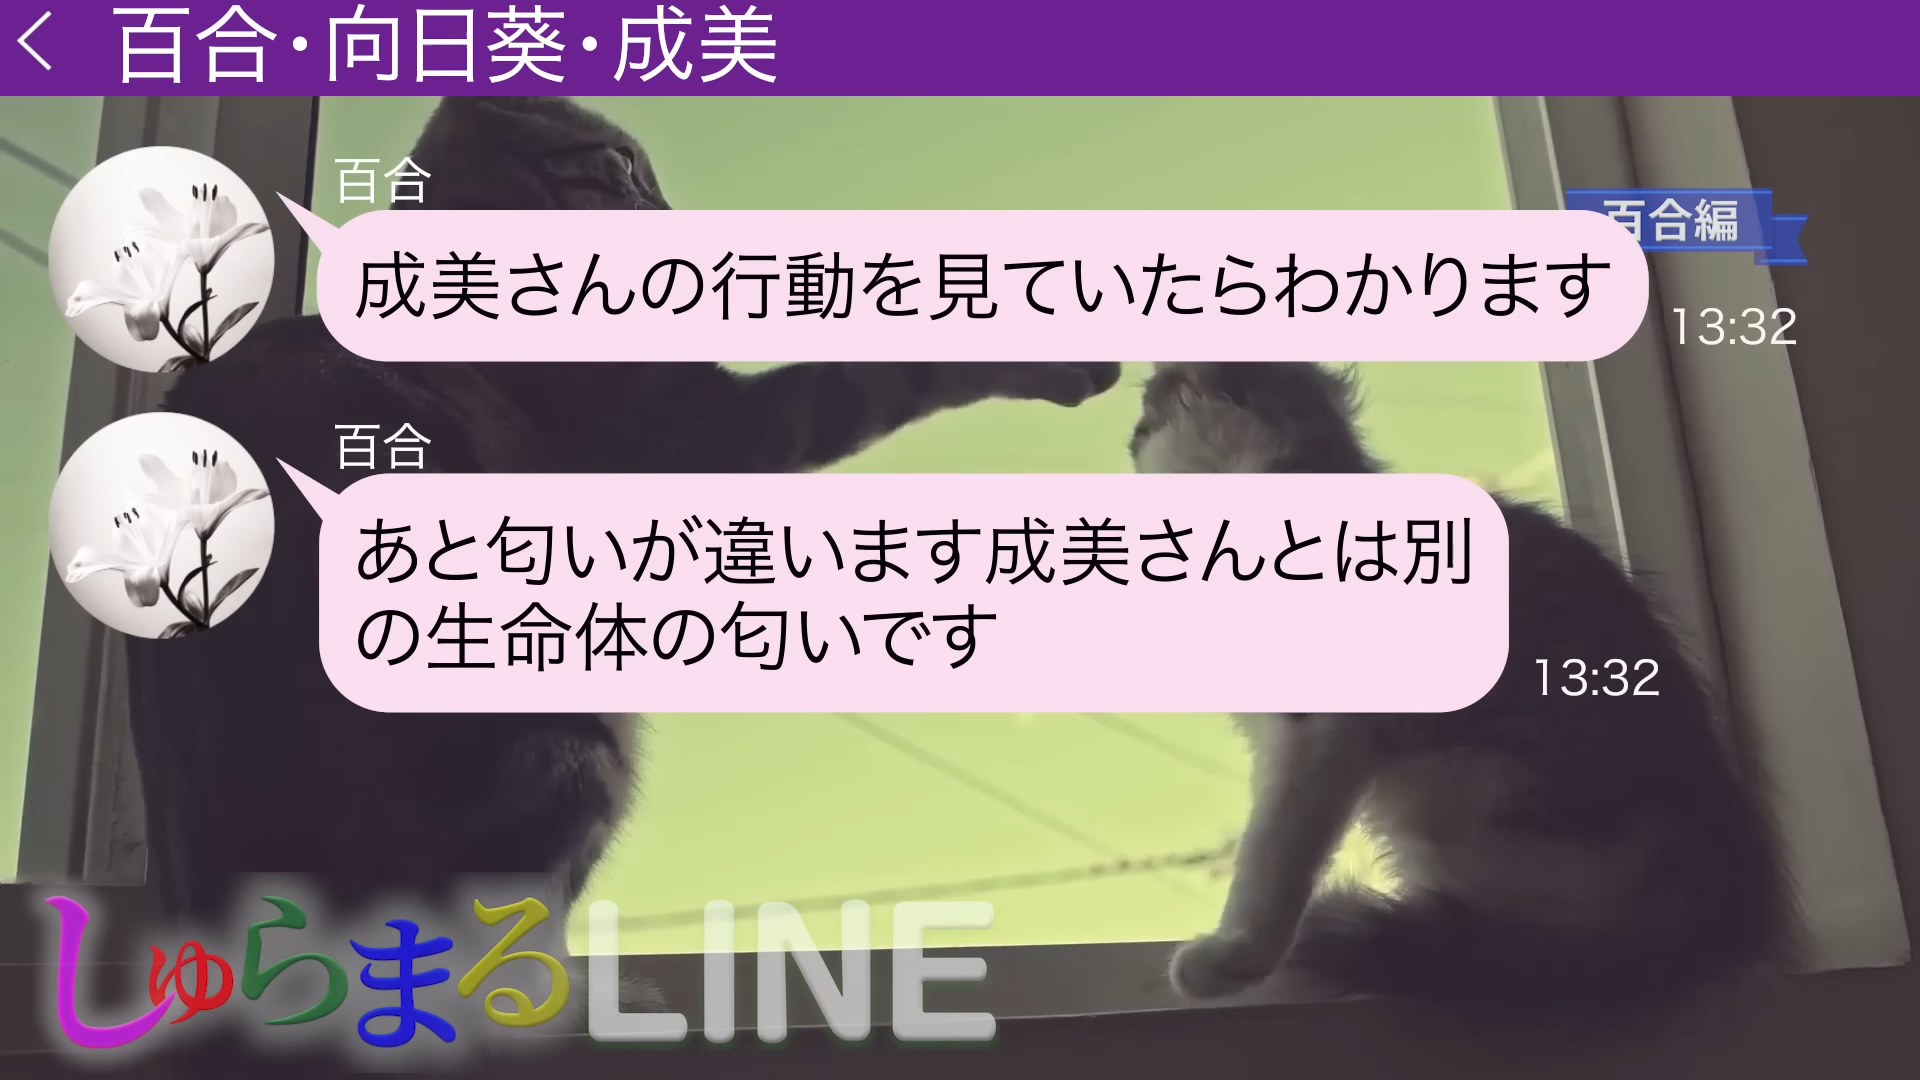 百合・向日葵・成美
百合
百合編
成美さんの行動を見ていたらわかります
13:32
百合
あと匂いが違います成美さんとは別
の生命体の匂いです
13:32
しゅらまるLINE